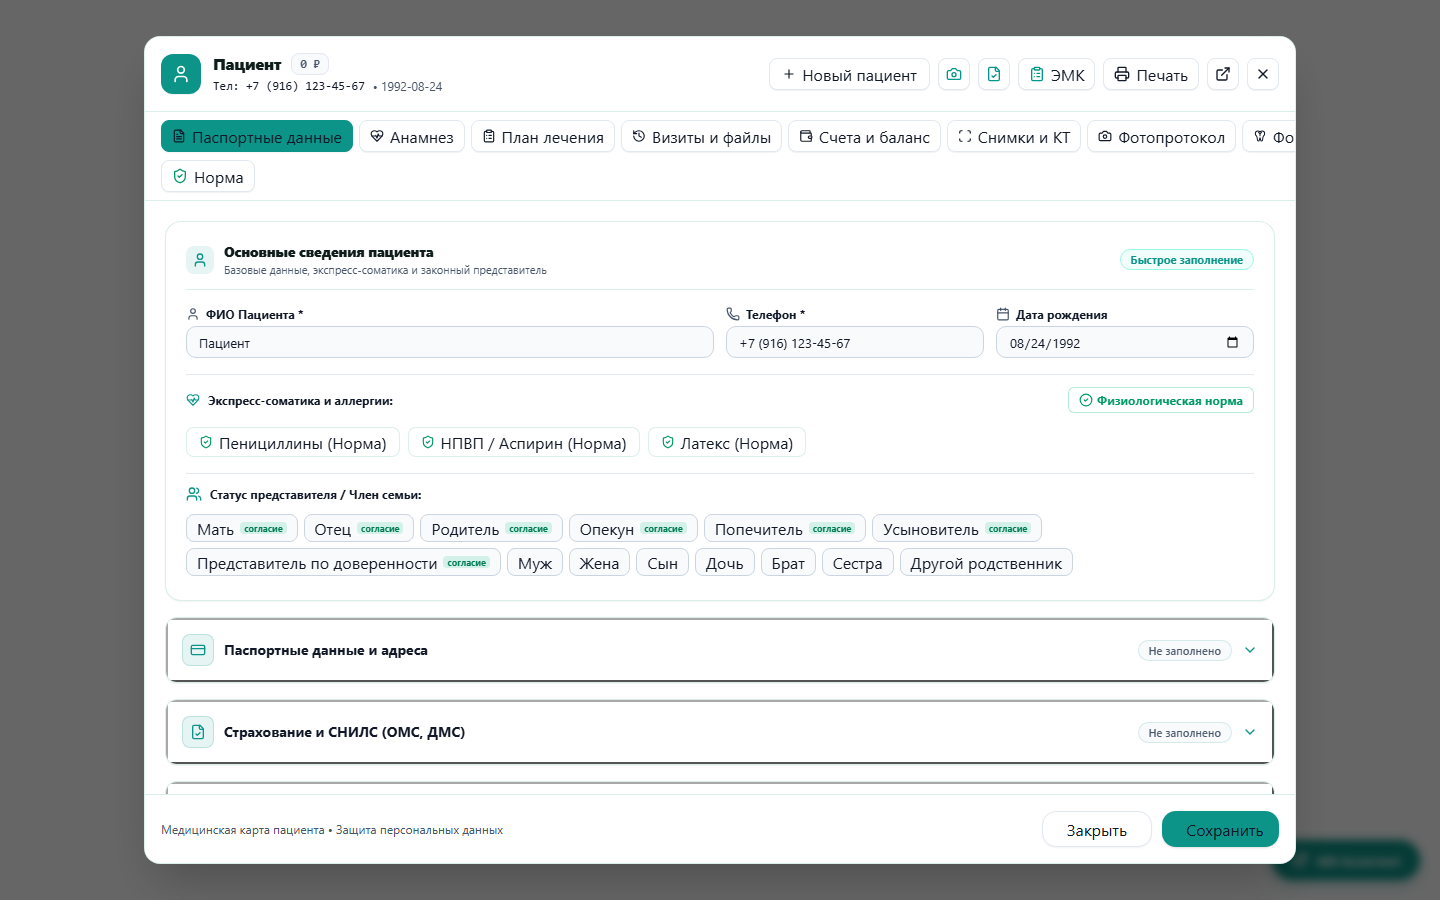 Пациент 0 ₽
Тел: +7 (916) 123-45-67 • 1992-08-24
+ Новый пациент ЭМК Печать
Паспортные данные Анамнез План лечения Визиты и файлы Счета и баланс Снимки и КТ Фотопротокол Фо
Норма
Основные сведения пациента
Базовые данные, экспресс-соматика и законный представитель
Быстрое заполнение
ФИО Пациента * Телефон * Дата рождения
Пациент +7 (916) 123-45-67 08/24/1992
Экспресс-соматика и аллергии: Физиологическая норма
Пенициллины (Норма) НПВП / Аспирин (Норма) Латекс (Норма)
Статус представителя / Член семьи:
Мать согласие Отец согласие Родитель согласие Опекун согласие Попечитель согласие Усыновитель согласие
Представитель по доверенности согласие Муж Жена Сын Дочь Брат Сестра Другой родственник
Паспортные данные и адреса Не заполнено
Страхование и СНИЛС (ОМС, ДМС) Не заполнено
Медицинская карта пациента • Защита персональных данных
Закрыть Сохранить